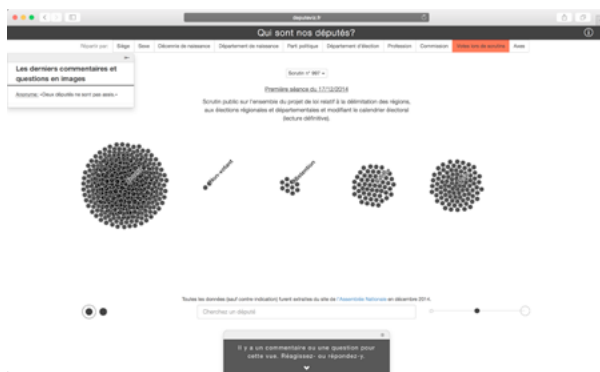 deputeviz.fr
Qui sont nos députés?
Répartir par: Siège Sexe Décennie de naissance Département de naissance Parti politique Département d'élection Profession Commission Votes lors de scrutins Avec
Les derniers commentaires et
questions en images
Anonyme: «Deux députés ne sont pas assis.»
Scrutin n° 967
Première séance du 17/12/2014
Scrutin public sur l'ensemble du projet de loi relatif à la délimitation des régions,
aux élections régionales et départementales et modifiant le calendrier électoral
(lecture définitive).
Non votant
Abstention
Toutes les données (sauf contre indication) furent extraites du site de l'Assemblée Nationale en décembre 2014.
Cherchez un député
Il y a un commentaire ou une question pour
cette vue. Réagissez- ou répondez-y.